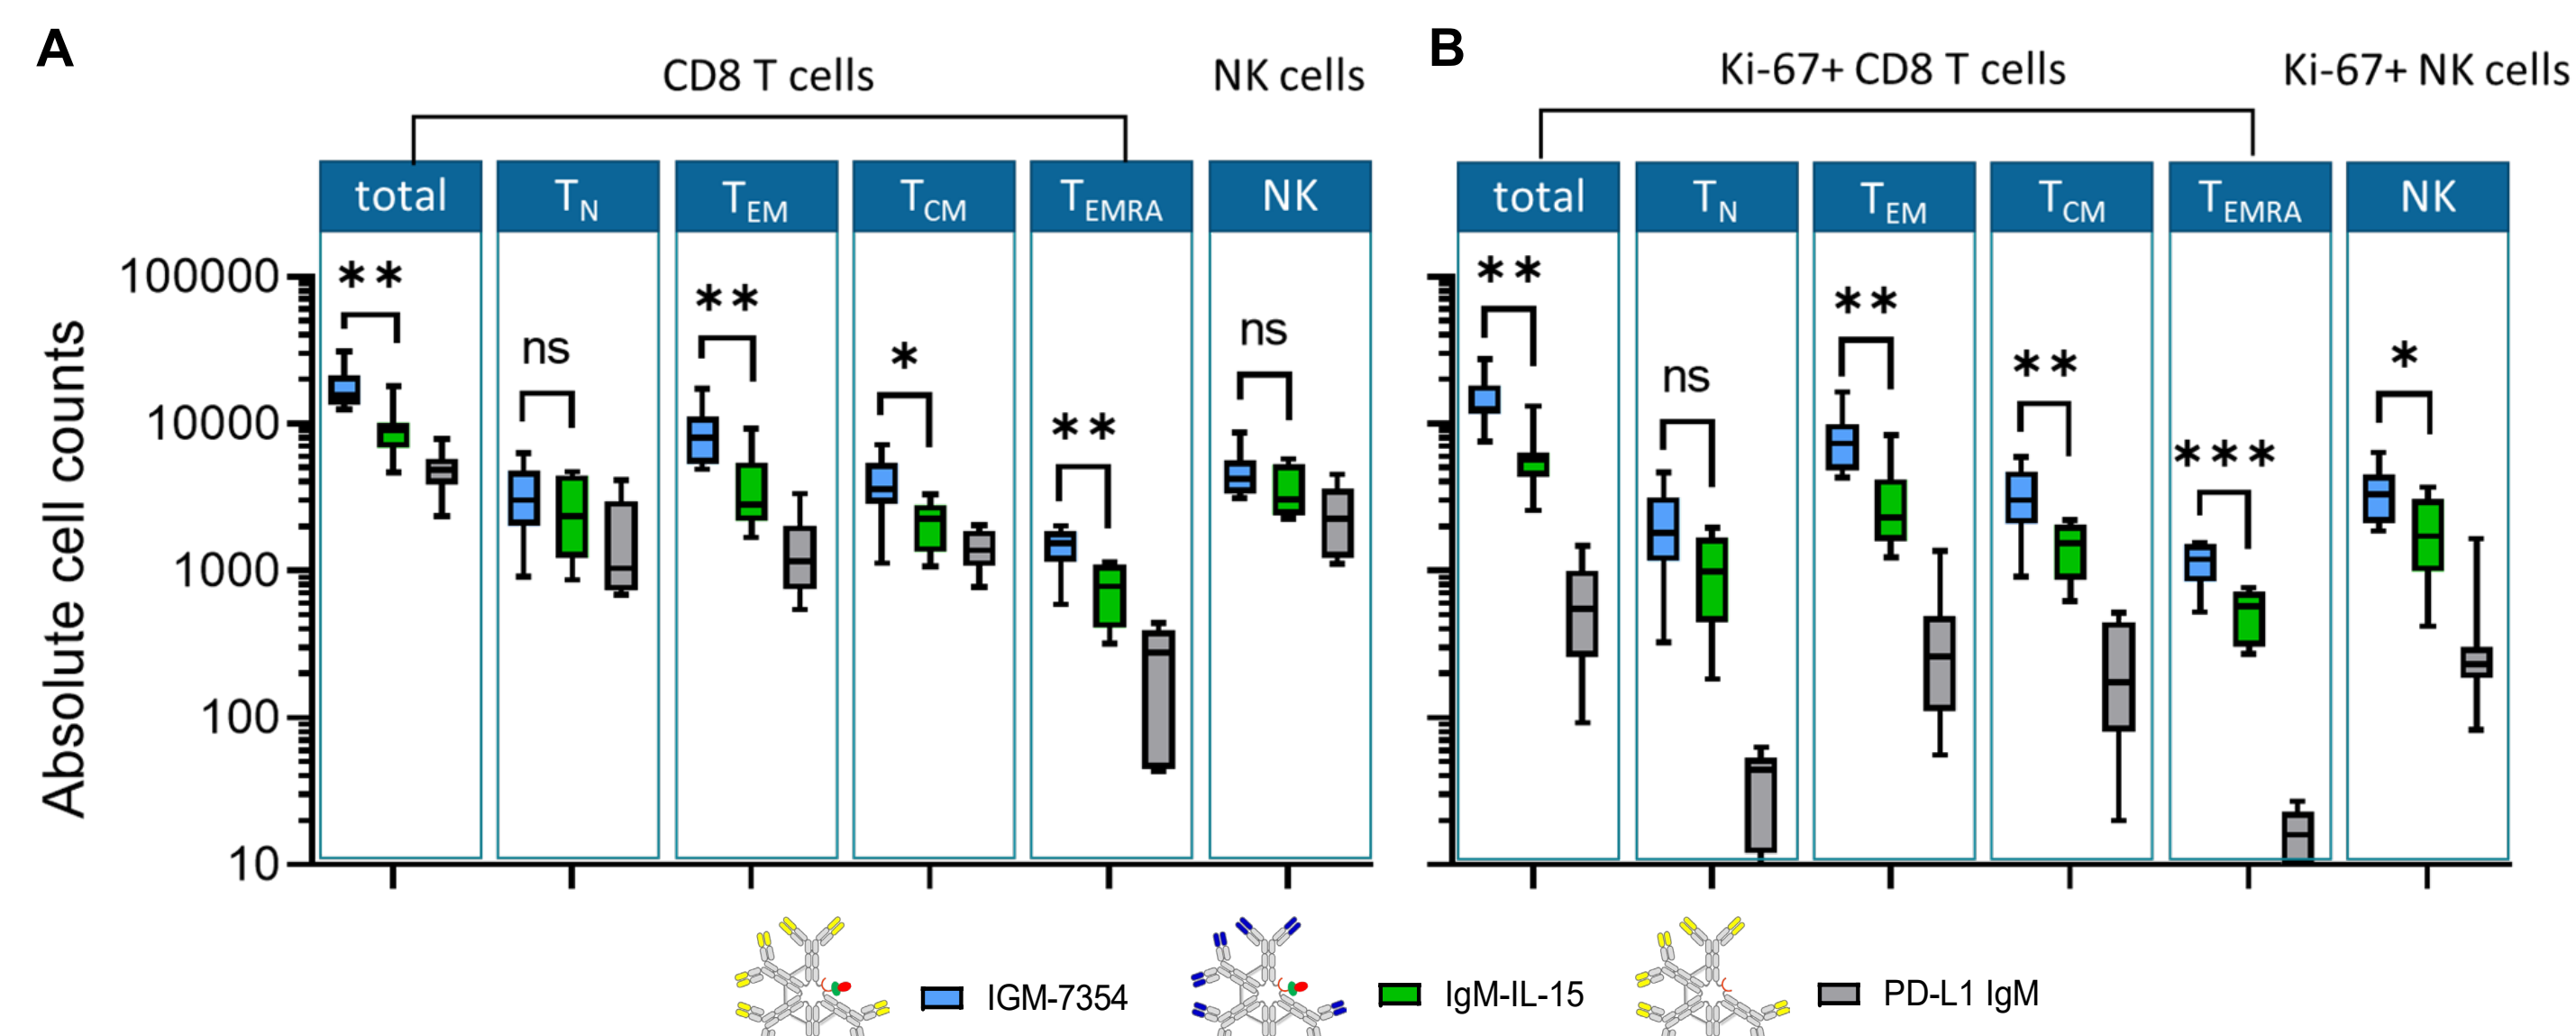 A
B
CD8 T cells
NK cells
Ki-67+ CD8 T cells
Ki-67+ NK cells
total
TN
TEM
TCM
TEMRA
NK
total
TN
TEM
TCM
TEMRA
NK
Absolute cell counts
100000
10000
1000
100
10
**
ns
**
*
**
ns
**
ns
**
**
***
*
IGM-7354
IgM-IL-15
PD-L1 IgM